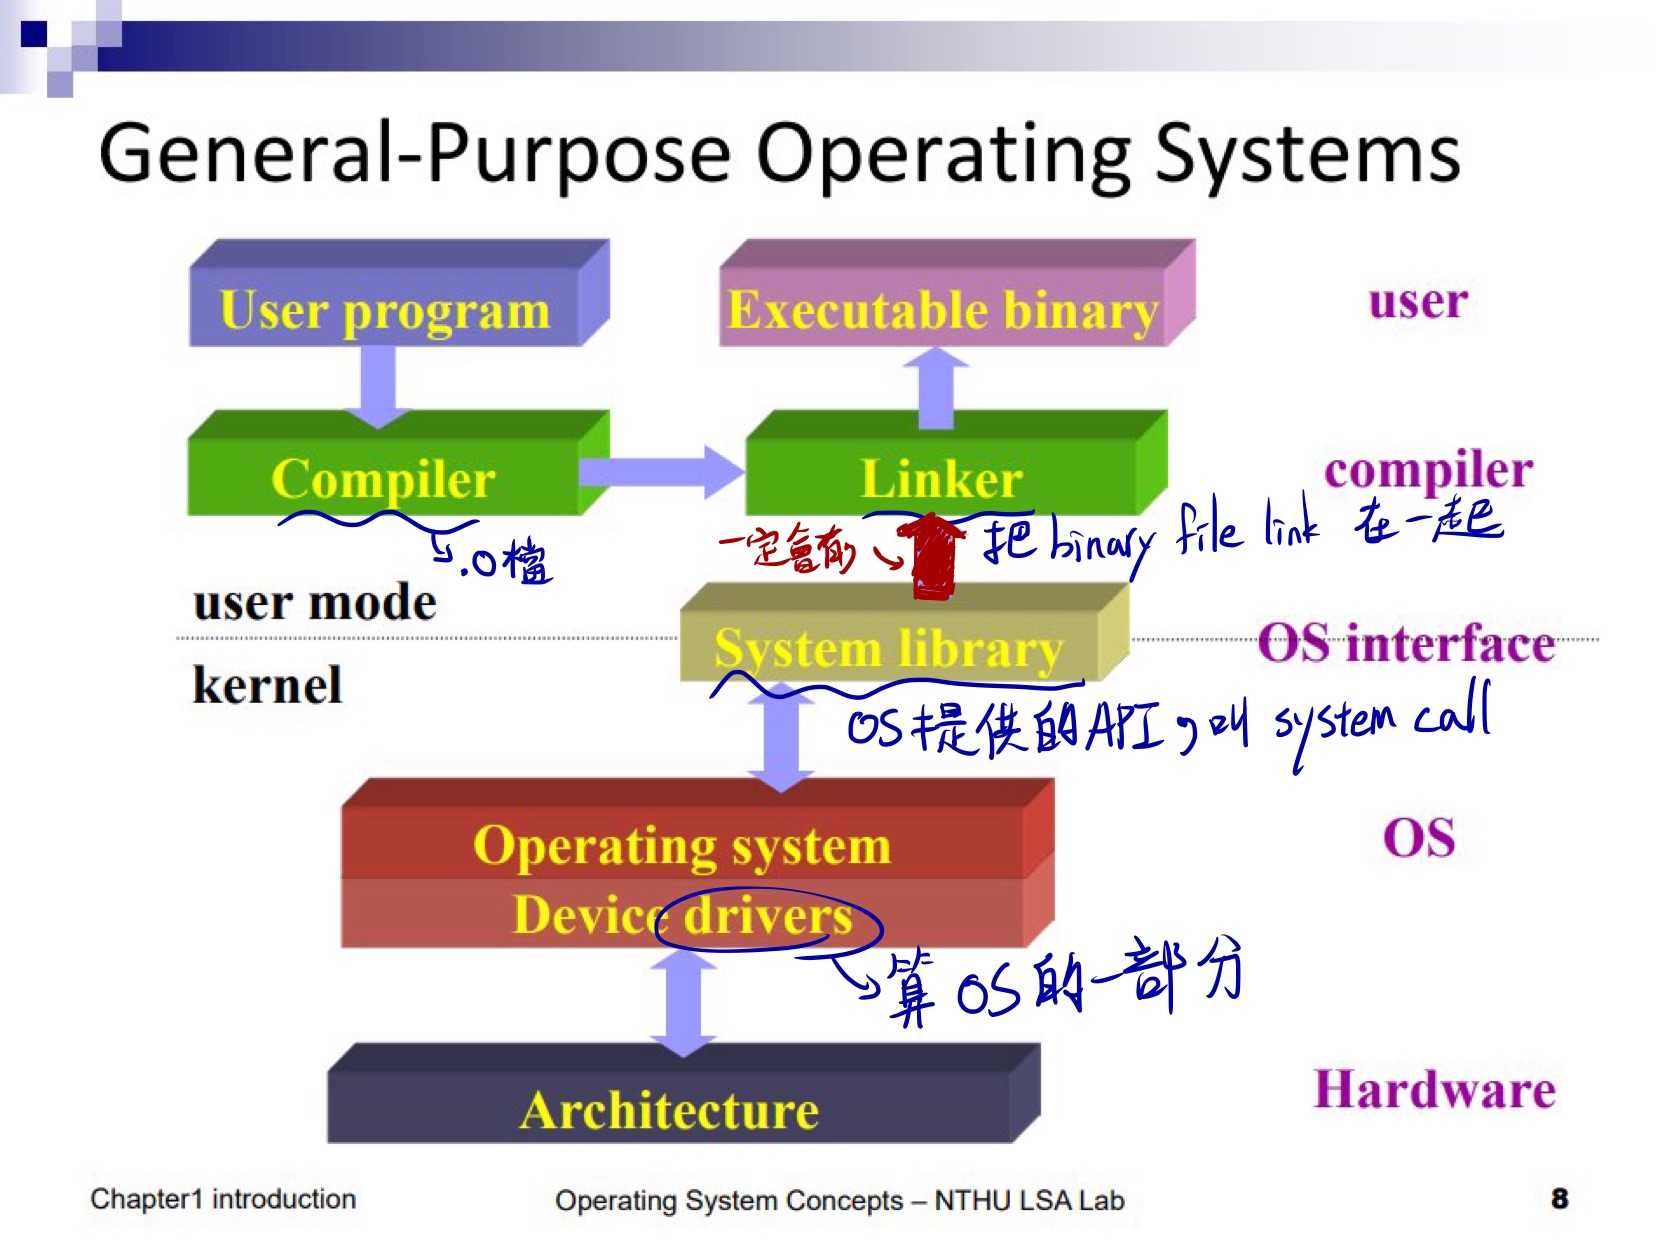 General-Purpose Operating Systems
User program
Executable binary
user
Compiler
Linker
compiler
.o檔
一定會有
把 binary file link 在一起
user mode
System library
OS interface
kernel
OS提供的API,叫 system call
Operating system
OS
Device drivers
算 OS 的一部分
Architecture
Hardware
Chapter1 introduction
Operating System Concepts – NTHU LSA Lab
8